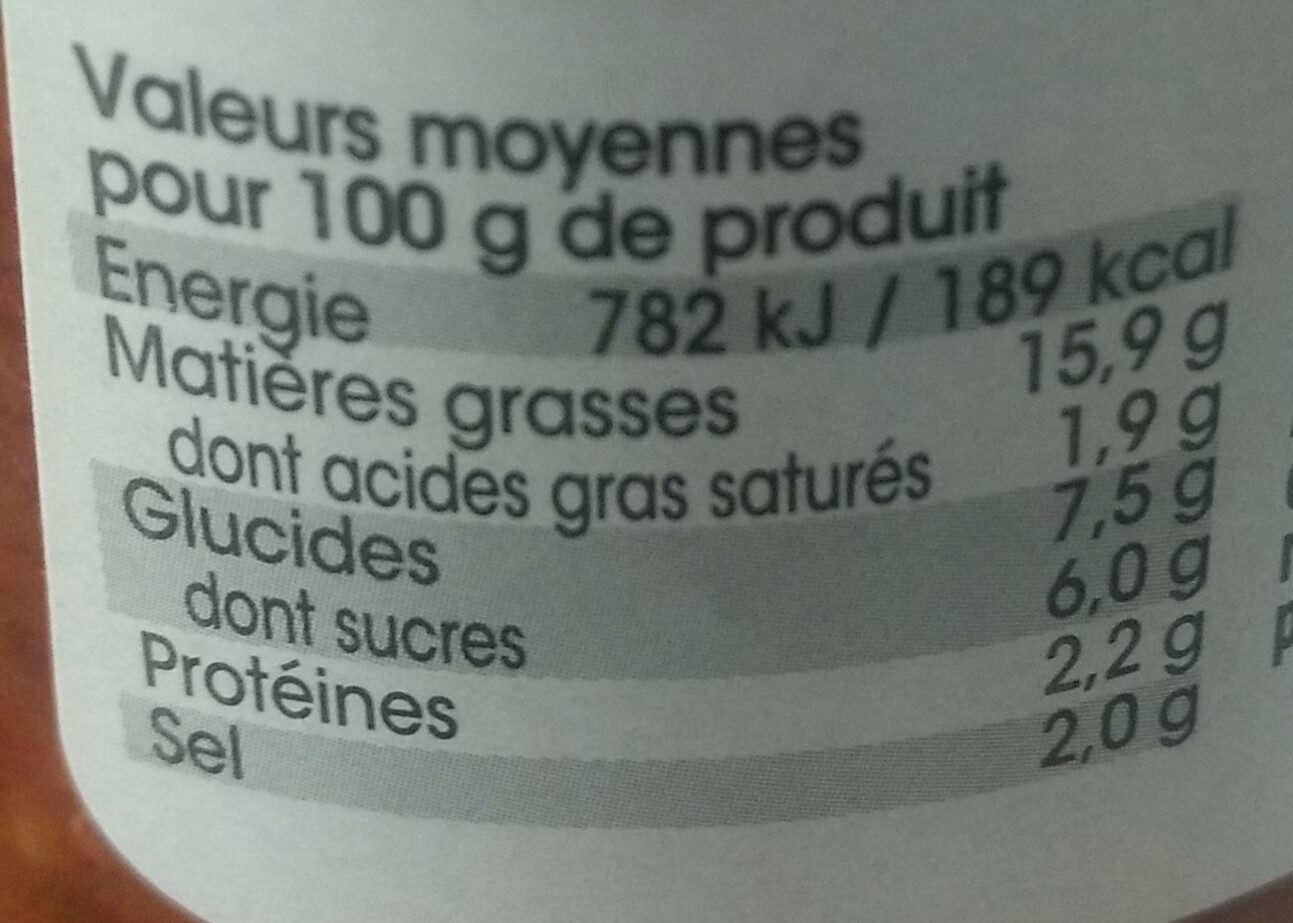 Valeurs moyennes
pour 100 g de produit
Energie 782 kJ / 189 kcal
Matières grasses 15,9 g
dont acides gras saturés 1,9 g
Glucides 7,5 g
dont sucres 6,0 g
Protéines 2,2 g
Sel 2,0 g